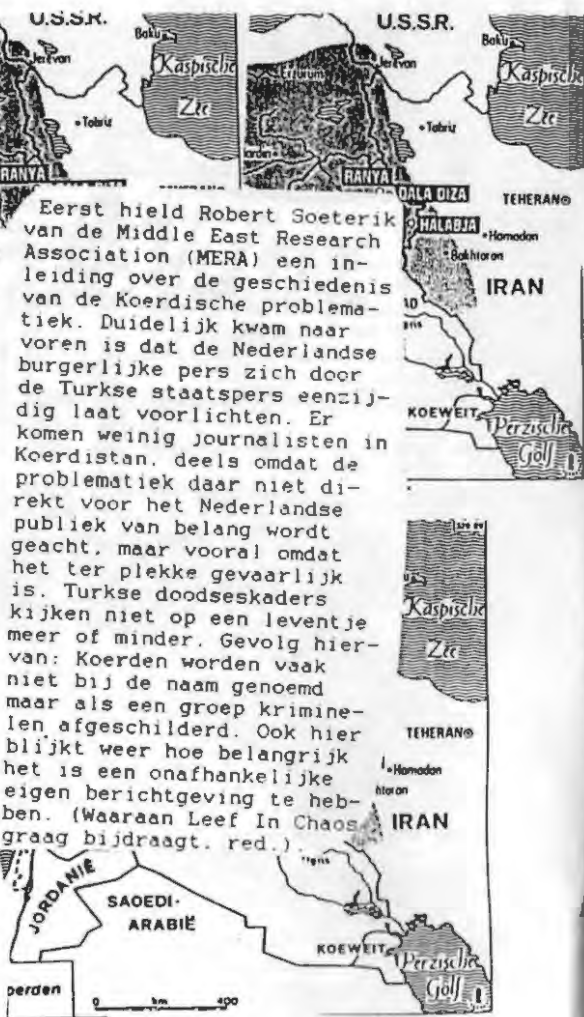 U.S.S.R.
U.S.S.R.
Baku
Jerevan
Kaspische
Zee
Tabriz
RANYA
Baku
Jerevan
Erzurum
Kaspische
Zee
Tabriz
RANYA
QALA DIZA
HALABJA
TEHERAN
Hamadan
Bakhtaran
IRAN
KOEWEIT
Perzische
Golf
Eerst hield Robert Soeterik
van de Middle East Research
Association (MERA) een in-
leiding over de geschiedenis
van de Koerdische problema-
tiek. Duidelijk kwam naar
voren is dat de Nederlandse
burgerlijke pers zich door
de Turkse staatspers eenzij-
dig laat voorlichten. Er
komen weinig journalisten in
Koerdistan, deels omdat de
problematiek daar niet di-
rekt voor het Nederlandse
publiek van belang wordt
geacht, maar vooral omdat
het ter plekke gevaarlijk
is. Turkse doodseskaders
kijken niet op een leventje
meer of minder. Gevolg hier-
van: Koerden worden vaak
niet bij de naam genoemd
maar als een groep krimine-
len afgeschilderd. Ook hier
blijkt weer hoe belangrijk
het is een onafhankelijke
eigen berichtgeving te heb-
ben. (Waaraan Leef In Chaos
graag bijdraagt. red.).
Kaspische
Zee
TEHERAN
Hamadan
htaran
IRAN
JORDANIË
SAOEDI-
ARABIË
KOEWEIT
Perzische
Golf
oerden
0 km 400